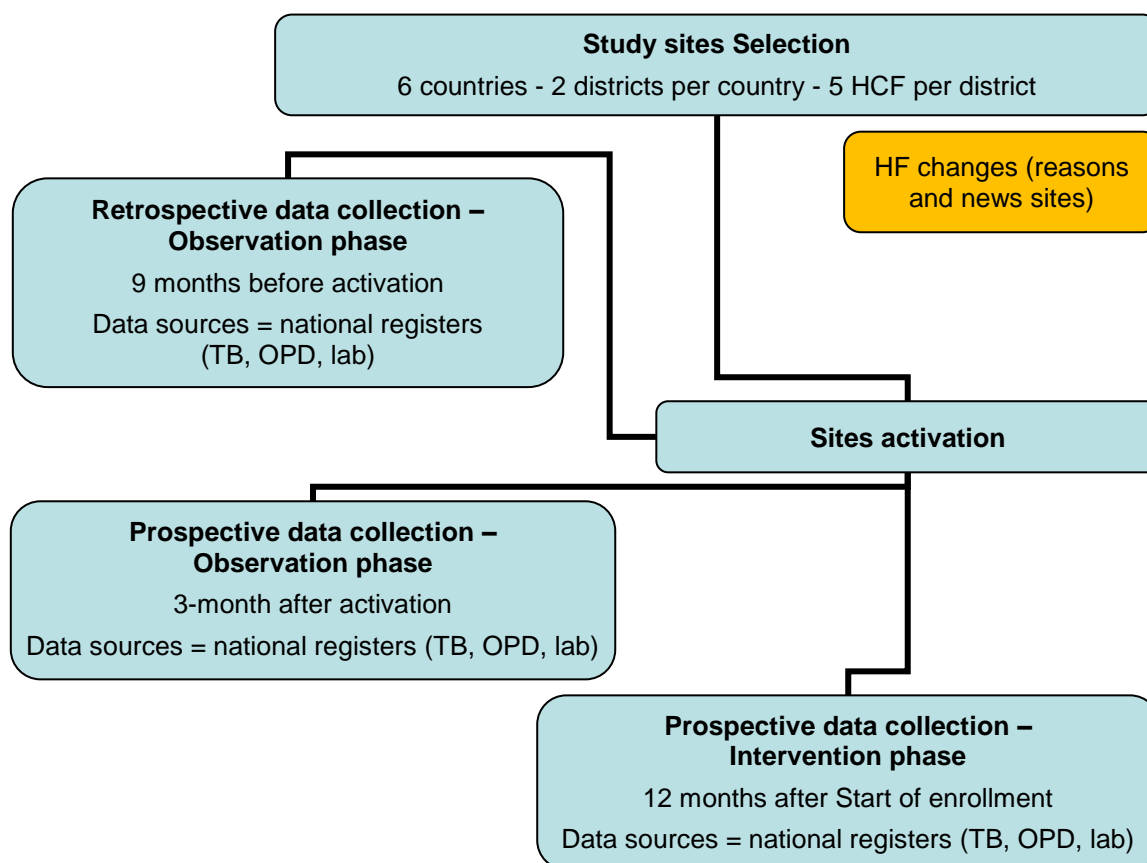 Study sites Selection
6 countries - 2 districts per country - 5 HCF per district
HF changes (reasons
and news sites)
Retrospective data collection –
Observation phase
9 months before activation
Data sources = national registers
(TB, OPD, lab)
Sites activation
Prospective data collection –
Observation phase
3-month after activation
Data sources = national registers (TB, OPD, lab)
Prospective data collection –
Intervention phase
12 months after Start of enrollment
Data sources = national registers (TB, OPD, lab)